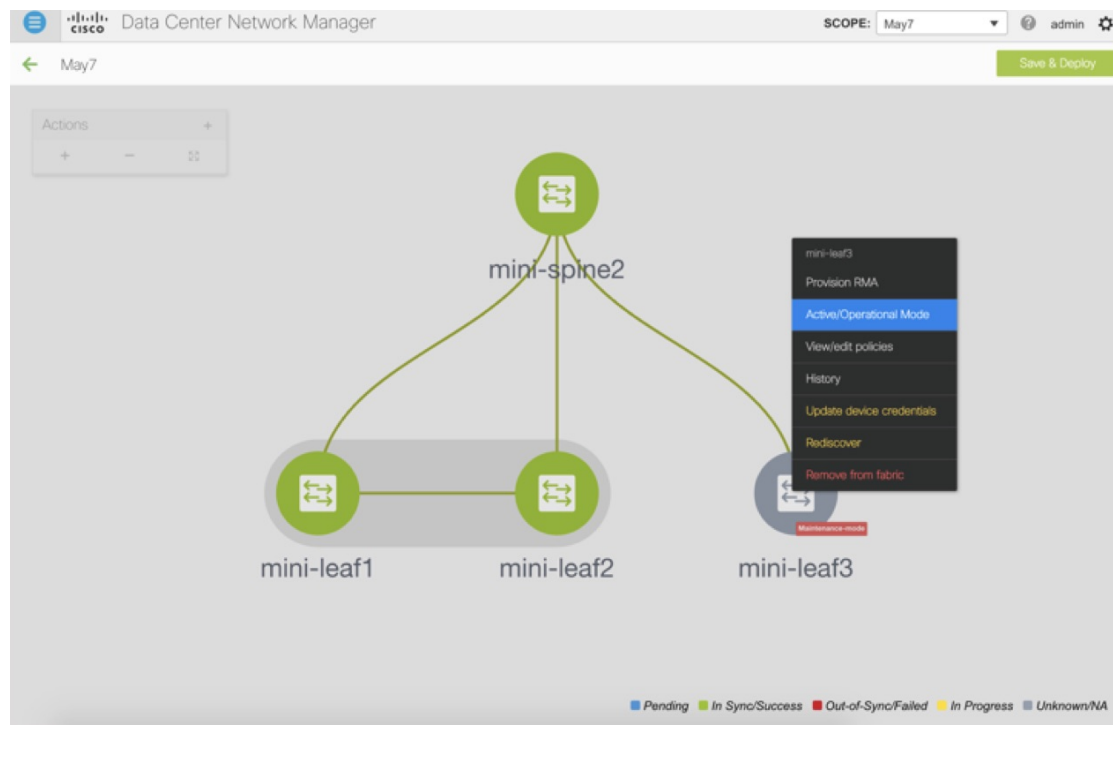 cisco Data Center Network Manager SCOPE: May7 admin
May7 Save & Deploy
Actions
mini-spine2
mini-leaf3
Provision RMA
Active/Operational Mode
View/edit policies
History
Update device credentials
Rediscover
Remove from fabric
Maintenance-mode
mini-leaf1 mini-leaf2 mini-leaf3
Pending In Sync/Success Out-of-Sync/Failed In Progress Unknown/NA